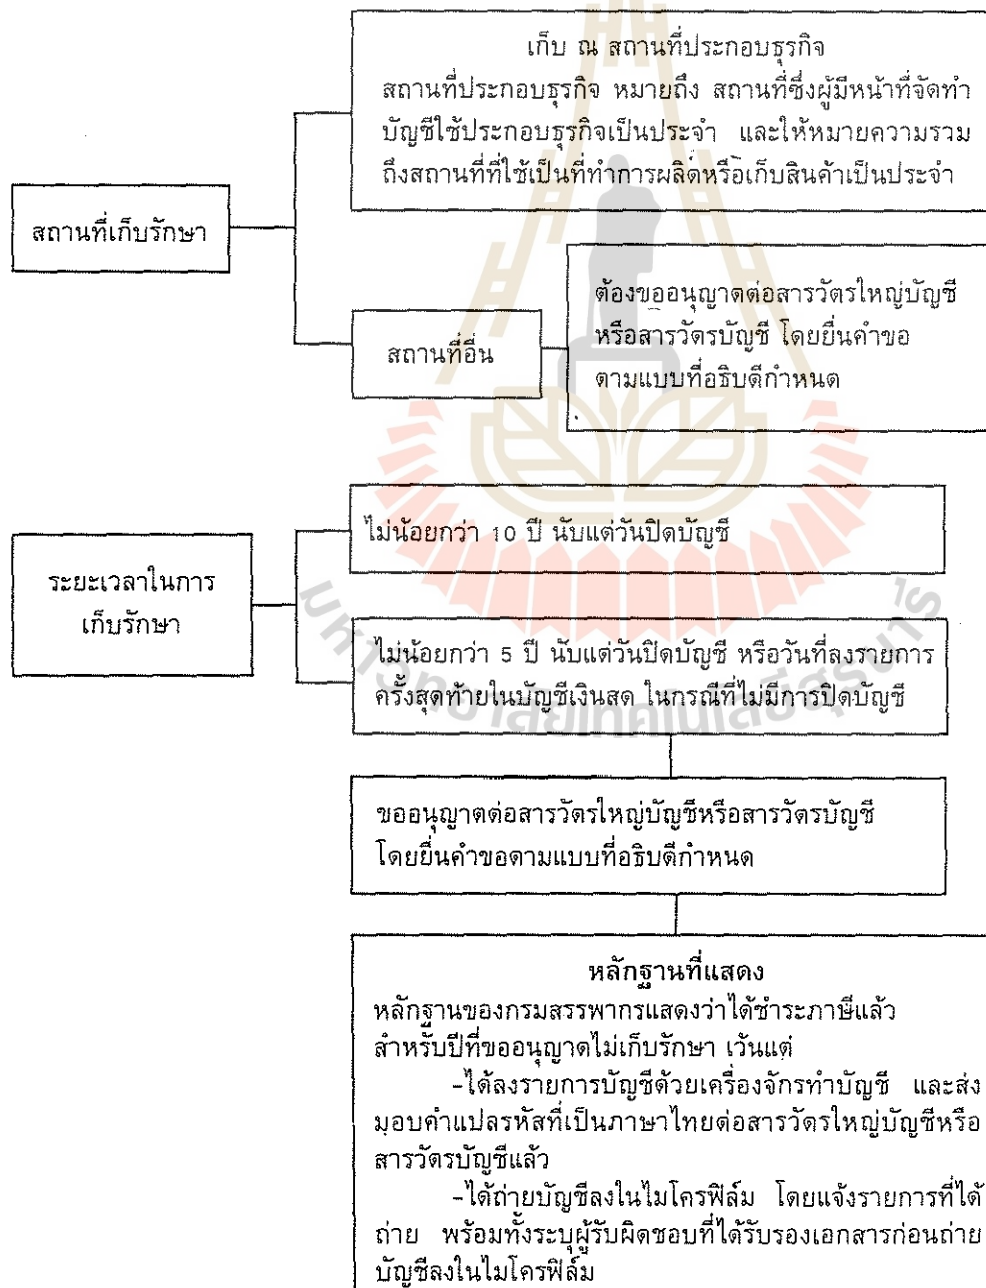 เก็บ ณ สถานที่ประกอบธุรกิจ
สถานที่ประกอบธุรกิจ หมายถึง สถานที่ซึ่งผู้มีหน้าที่จัดทำ
บัญชีใช้ประกอบธุรกิจเป็นประจำ และให้หมายความรวม
ถึงสถานที่ที่ใช้เป็นที่ทำการผลิตหรือเก็บสินค้าเป็นประจำ
สถานที่เก็บรักษา
สถานที่อื่น
ต้องขออนุญาตต่อสารวัตรใหญ่บัญชี
หรือสารวัตรบัญชี โดยยื่นคำขอ
ตามแบบที่อธิบดีกำหนด
ระยะเวลาในการ
เก็บรักษา
ไม่น้อยกว่า 10 ปี นับแต่วันปิดบัญชี
ไม่น้อยกว่า 5 ปี นับแต่วันปิดบัญชี หรือวันที่ลงรายการ
ครั้งสุดท้ายในบัญชีเงินสด ในกรณีที่ไม่มีการปิดบัญชี
มหาวิทยาลัยเทคโนโลยีสุรนารี
ขออนุญาตต่อสารวัตรใหญ่บัญชีหรือสารวัตรบัญชี
โดยยื่นคำขอตามแบบที่อธิบดีกำหนด
หลักฐานที่แสดง
หลักฐานของกรมสรรพากรแสดงว่าได้ชำระภาษีแล้ว
สำหรับปีที่ขออนุญาตไม่เก็บรักษา เว้นแต่
-ได้ลงรายการบัญชีด้วยเครื่องจักรทำบัญชี และส่ง
มอบคำแปลรหัสที่เป็นภาษาไทยต่อสารวัตรใหญ่บัญชีหรือ
สารวัตรบัญชีแล้ว
-ได้ถ่ายบัญชีลงในไมโครฟิล์ม โดยแจ้งรายการที่ได้
ถ่าย พร้อมทั้งระบุผู้รับผิดชอบที่ได้รับรองเอกสารก่อนถ่าย
บัญชีลงในไมโครฟิล์ม